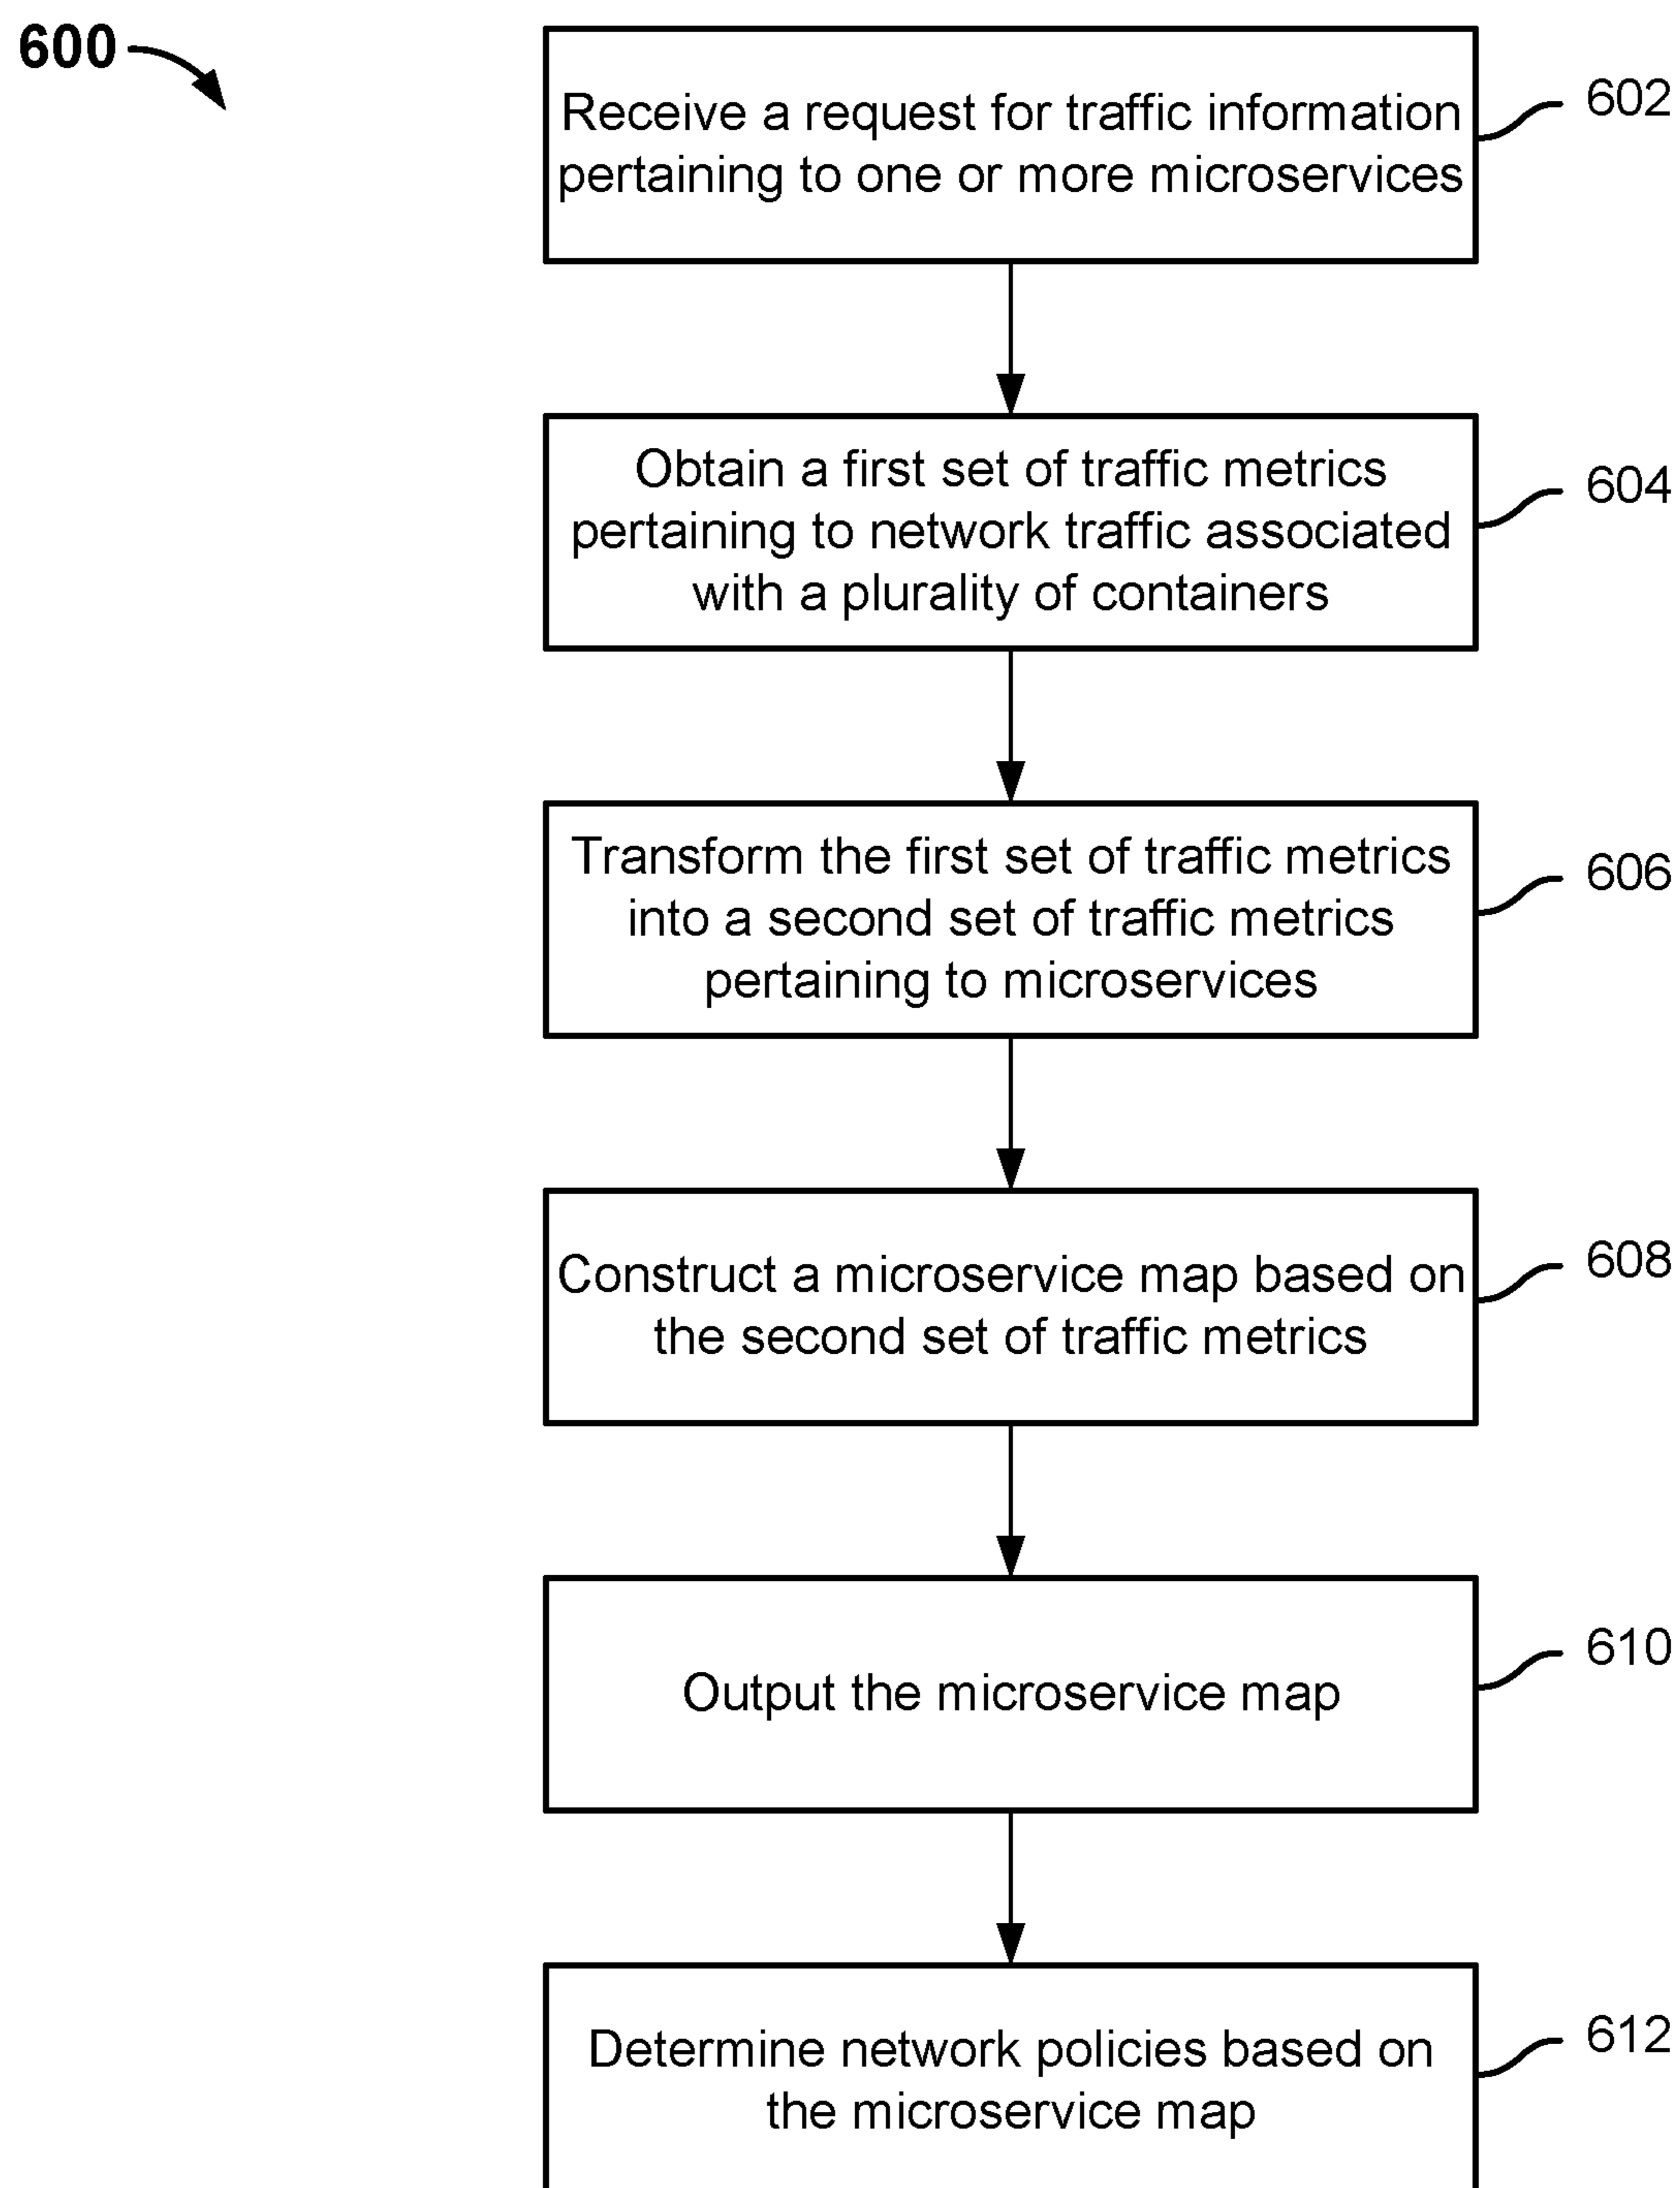 600
Receive a request for traffic information
pertaining to one or more microservices
602
Obtain a first set of traffic metrics
pertaining to network traffic associated
with a plurality of containers
604
Transform the first set of traffic metrics
into a second set of traffic metrics
pertaining to microservices
606
Construct a microservice map based on
the second set of traffic metrics
608
Output the microservice map
610
Determine network policies based on
the microservice map
612